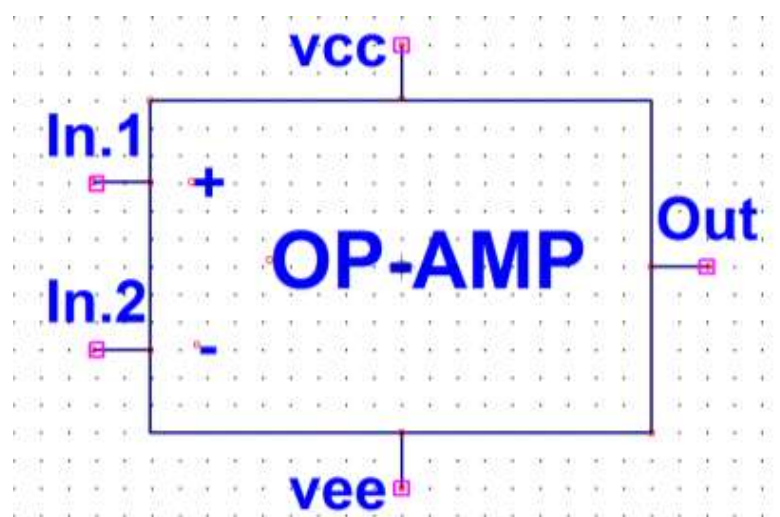 vcc
In.1
+
Out
OP-AMP
In.2
-
vee